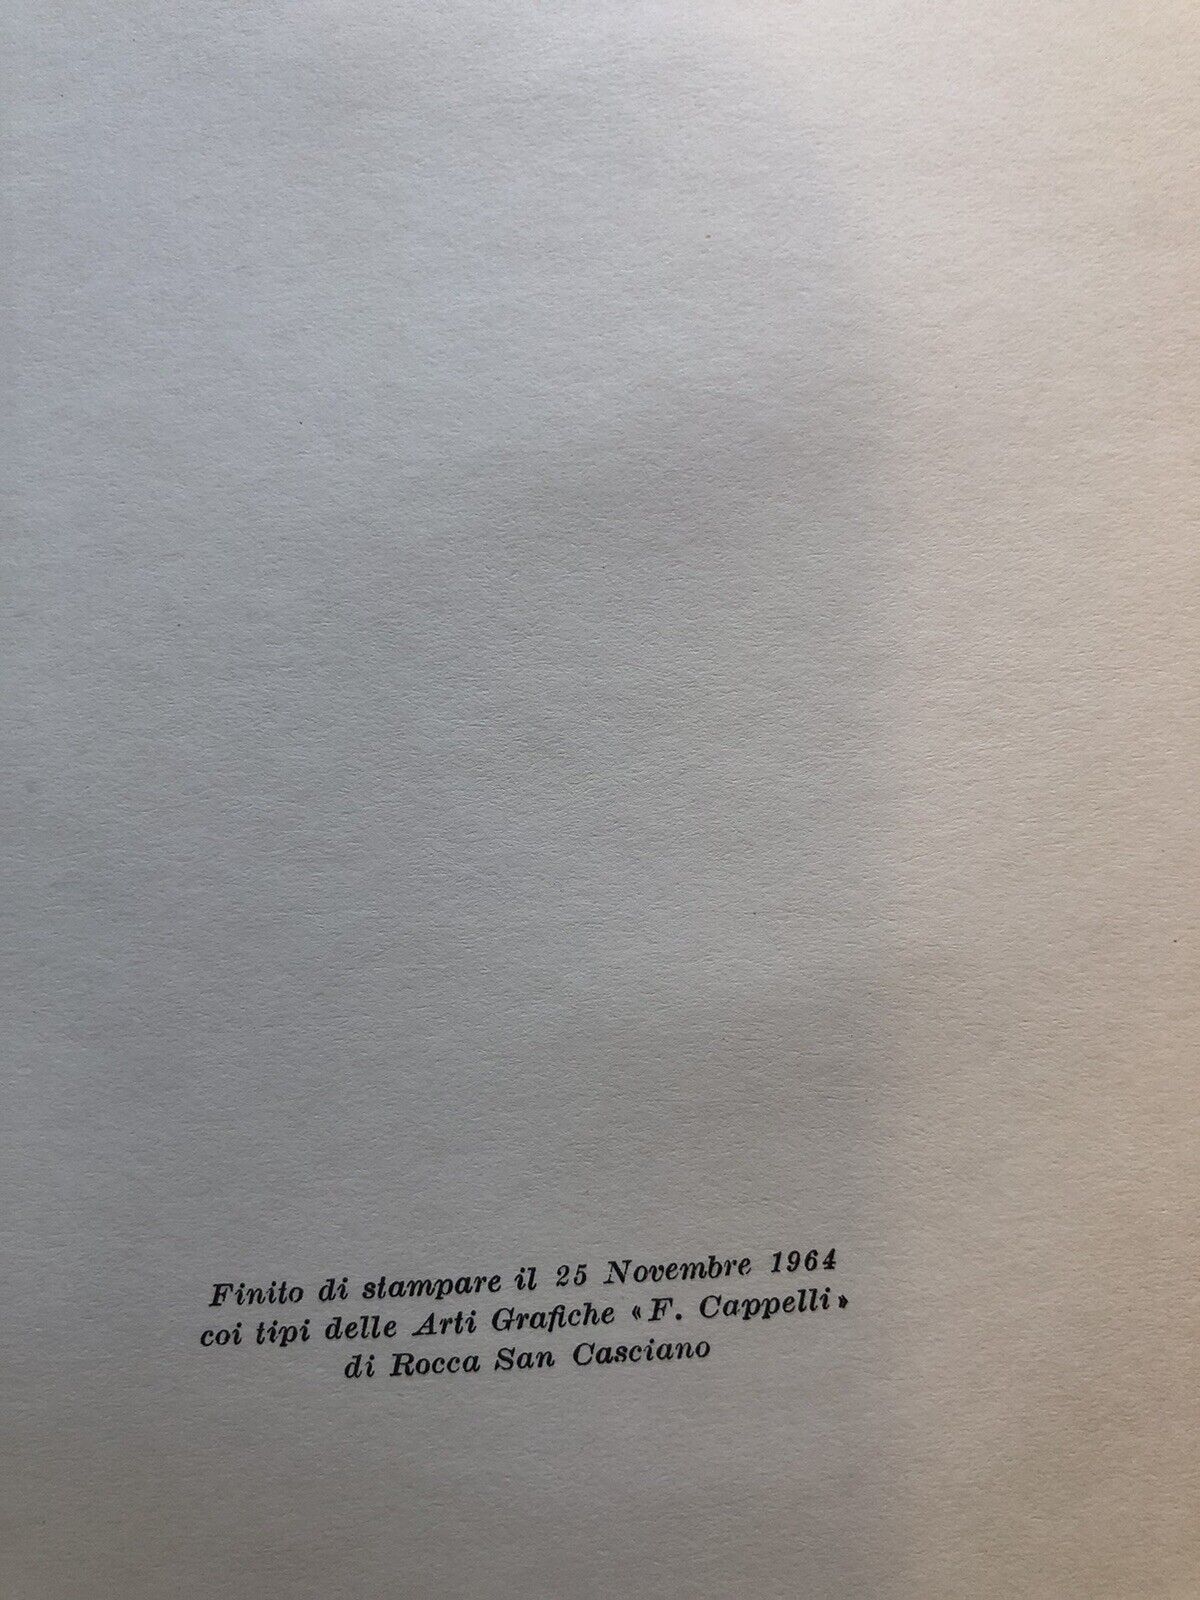 Finito di stampare il 25 Novembre 1964
coi tipi delle Arti Grafiche « F. Cappelli »
di Rocca San Casciano